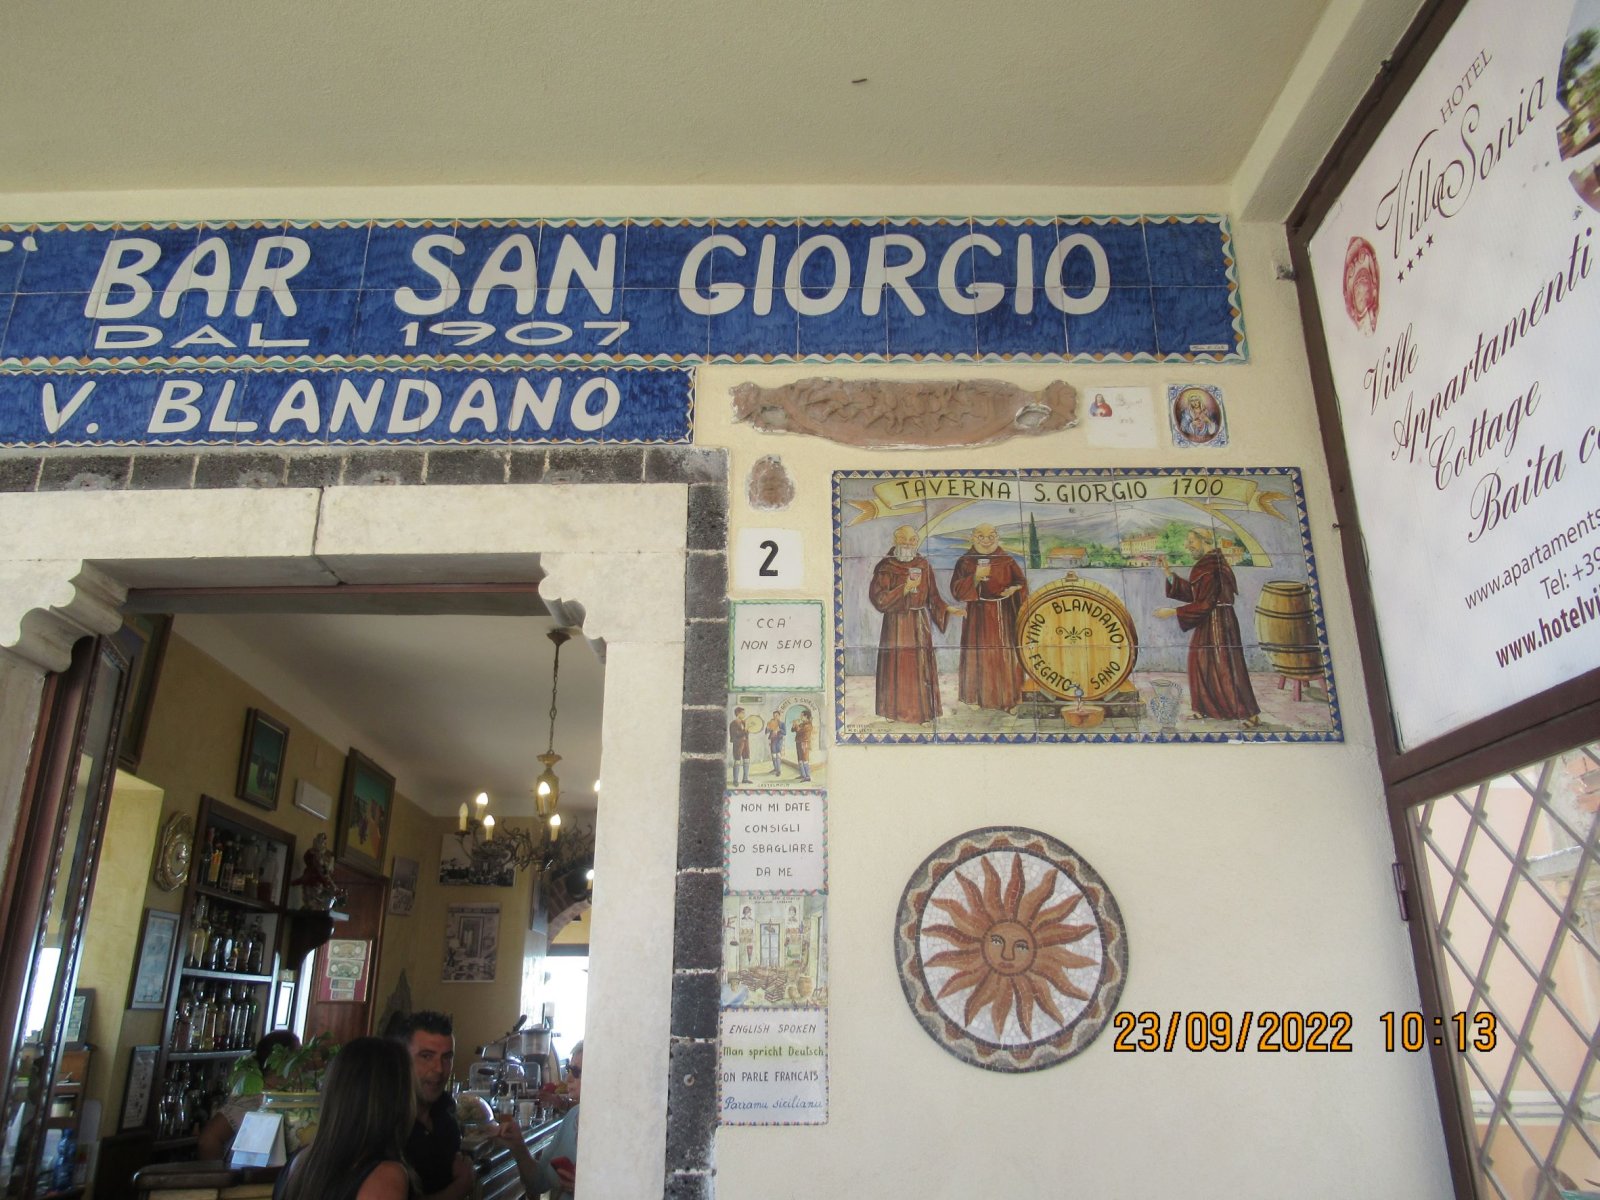 BAR SAN GIORGIO
DAL 1907
V. BLANDANO
TAVERNA S. GIORGIO 1700
VINO BLANDANO,
FEGATO SANO
2
CCA'
NON SEMO
FISSA
NON MI DATE
CONSIGLI
SO SBAGLIARE
DA ME
ENGLISH SPOKEN
Man spricht Deutsch
ON PARLE FRANCAIS
Parramu sicilianu
HOTEL
Villa Sonia
Ville
Appartamenti
Cottage
Baita
www.apartaments
Tel: +39
www.hotelvi
23/09/2022 10:13